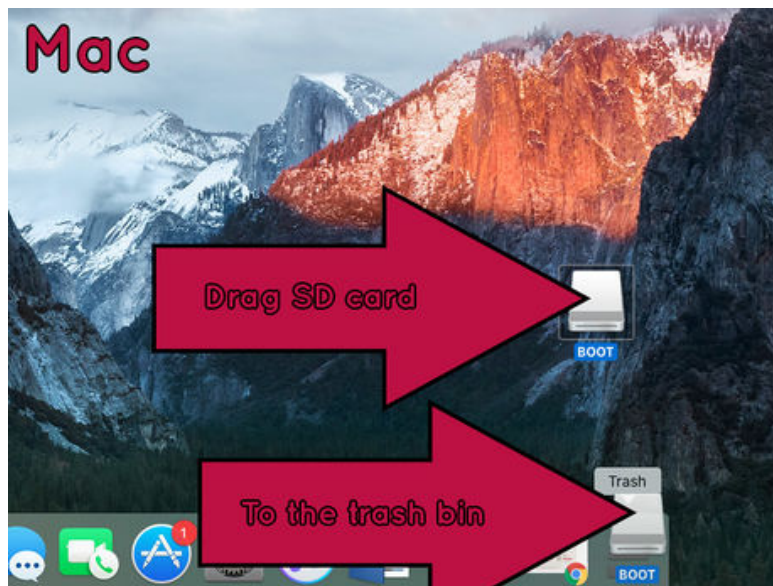 Mac
Drag SD card
BOOT
Trash
To the trash bin
1
BOOT